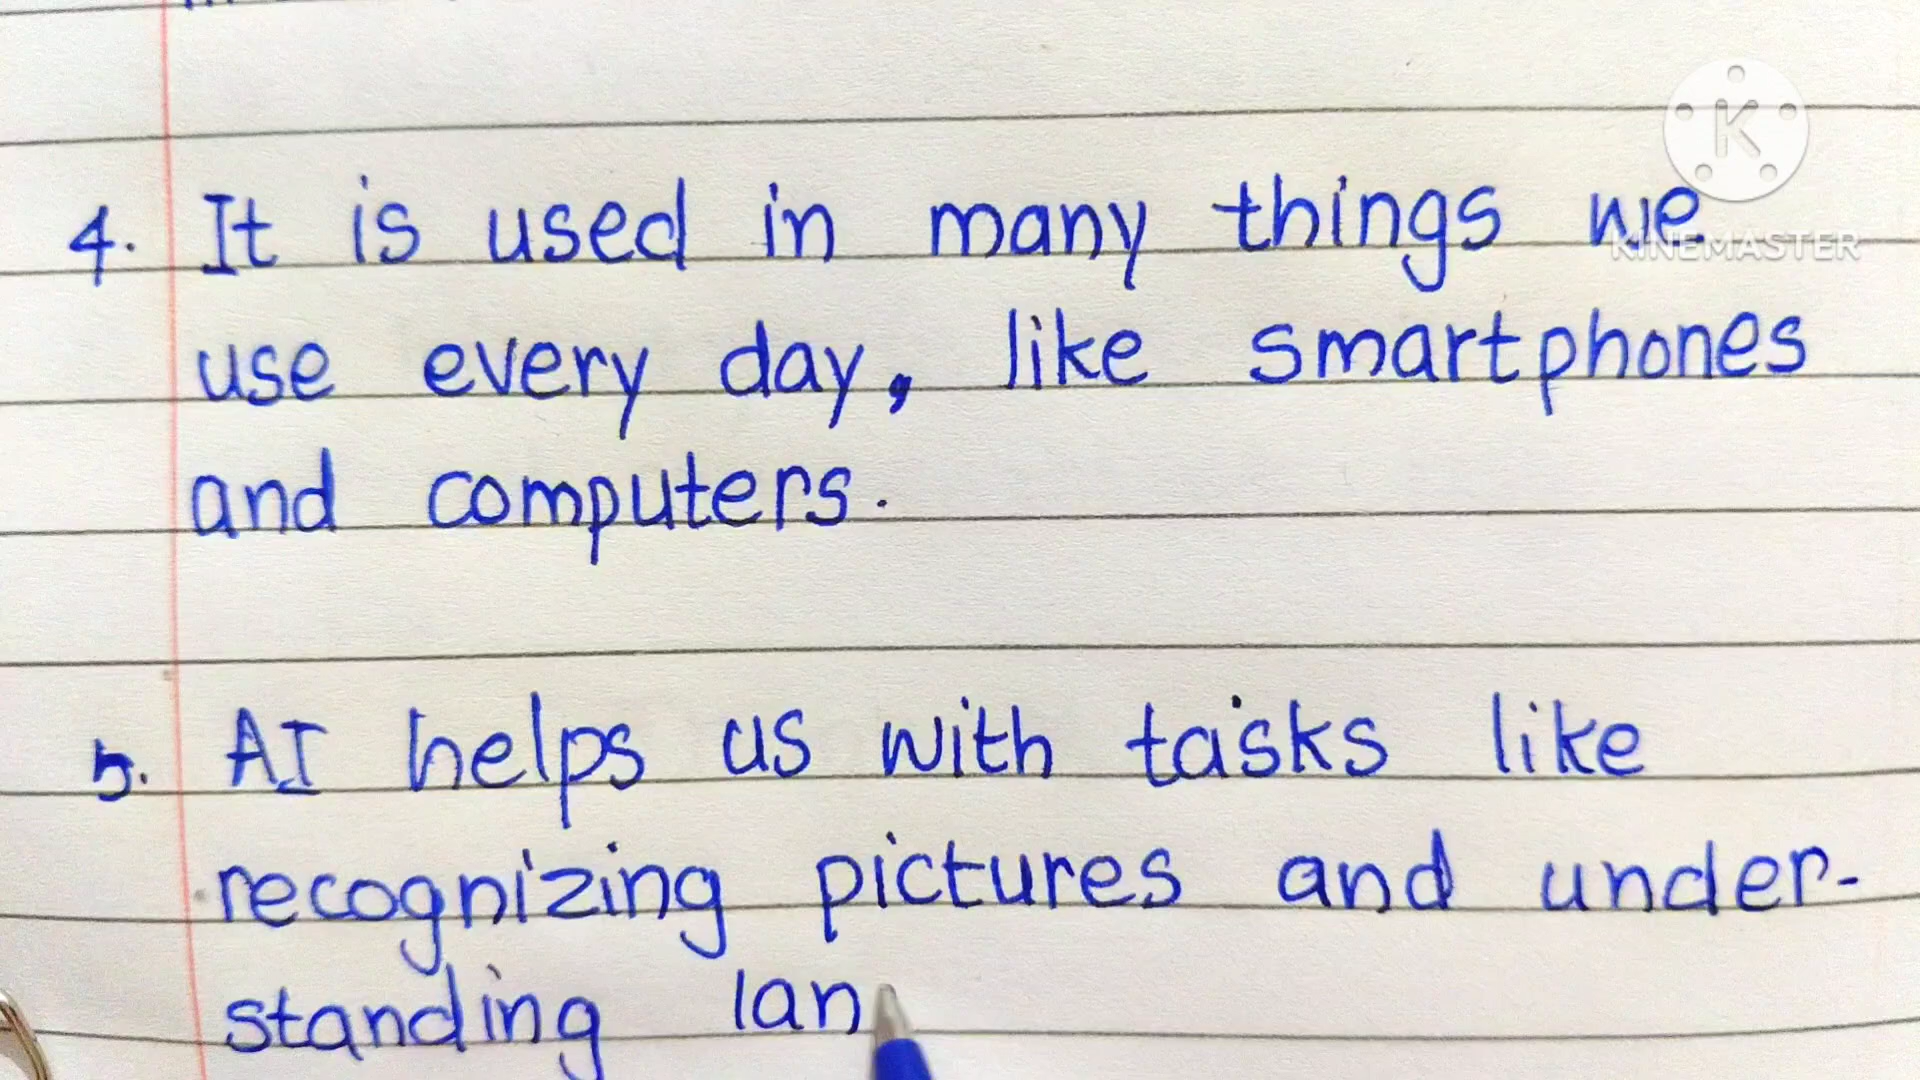 4. It is used in many things we
KINEMASTER
use every day, like smartphones
and computers.
5. AI helps us with tasks like
recognizing pictures and under-
standing lan